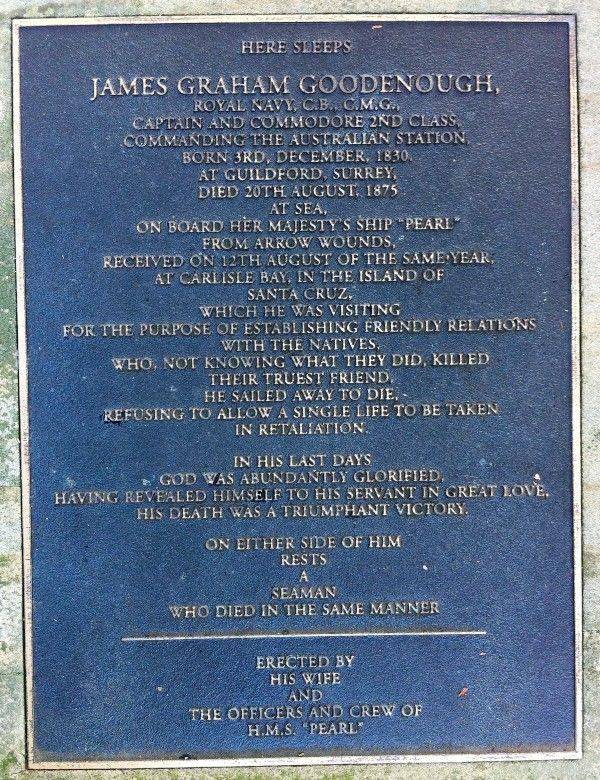 HERE SLEEPS
JAMES GRAHAM GOODENOUGH,
ROYAL NAVY, C.B., C.M.G.,
CAPTAIN AND COMMODORE 2ND CLASS,
COMMANDING THE AUSTRALIAN STATION,
BORN 3RD, DECEMBER, 1830,
AT GUILDFORD, SURREY,
DIED 20TH AUGUST, 1875
AT SEA,
ON BOARD HER MAJESTY'S SHIP "PEARL"
FROM ARROW WOUNDS,
RECEIVED ON 12TH AUGUST OF THE SAME YEAR,
AT CARLISLE BAY, IN THE ISLAND OF
SANTA CRUZ,
WHICH HE WAS VISITING
FOR THE PURPOSE OF ESTABLISHING FRIENDLY RELATIONS
WITH THE NATIVES,
WHO, NOT KNOWING WHAT THEY DID, KILLED
THEIR TRUEST FRIEND.
HE SAILED AWAY TO DIE,
REFUSING TO ALLOW A SINGLE LIFE TO BE TAKEN
IN RETALIATION.
IN HIS LAST DAYS
GOD WAS ABUNDANTLY GLORIFIED,
HAVING REVEALED HIMSELF TO HIS SERVANT IN GREAT LOVE,
HIS DEATH WAS A TRIUMPHANT VICTORY.
ON EITHER SIDE OF HIM
RESTS
A
SEAMAN
WHO DIED IN THE SAME MANNER
ERECTED BY
HIS WIFE
AND
THE OFFICERS AND CREW OF
H.M.S. "PEARL"